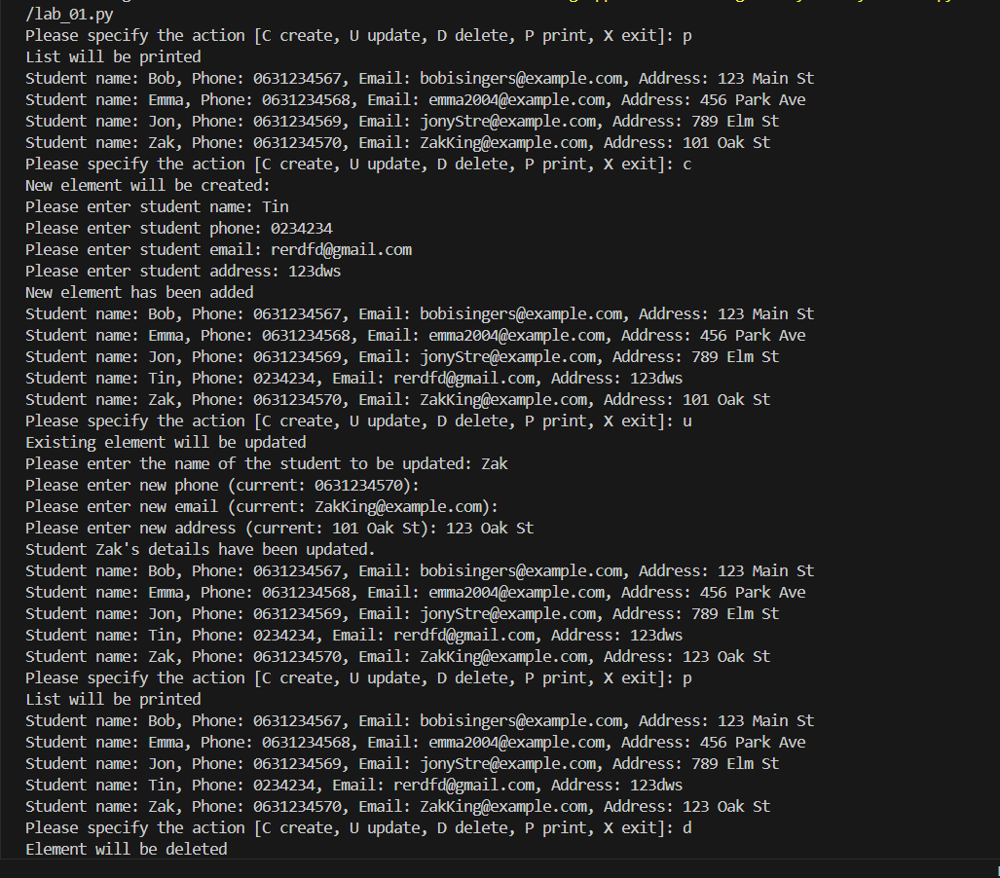 /lab_01.py
Please specify the action [C create, U update, D delete, P print, X exit]: p
List will be printed
Student name: Bob, Phone: 0631234567, Email: bobisingers@example.com, Address: 123 Main St
Student name: Emma, Phone: 0631234568, Email: emma2004@example.com, Address: 456 Park Ave
Student name: Jon, Phone: 0631234569, Email: jonyStre@example.com, Address: 789 Elm St
Student name: Zak, Phone: 0631234570, Email: ZakKing@example.com, Address: 101 Oak St
Please specify the action [C create, U update, D delete, P print, X exit]: c
New element will be created:
Please enter student name: Tin
Please enter student phone: 0234234
Please enter student email: rerdfd@gmail.com
Please enter student address: 123dws
New element has been added
Student name: Bob, Phone: 0631234567, Email: bobisingers@example.com, Address: 123 Main St
Student name: Emma, Phone: 0631234568, Email: emma2004@example.com, Address: 456 Park Ave
Student name: Jon, Phone: 0631234569, Email: jonyStre@example.com, Address: 789 Elm St
Student name: Tin, Phone: 0234234, Email: rerdfd@gmail.com, Address: 123dws
Student name: Zak, Phone: 0631234570, Email: ZakKing@example.com, Address: 101 Oak St
Please specify the action [C create, U update, D delete, P print, X exit]: u
Existing element will be updated
Please enter the name of the student to be updated: Zak
Please enter new phone (current: 0631234570):
Please enter new email (current: ZakKing@example.com):
Please enter new address (current: 101 Oak St): 123 Oak St
Student Zak's details have been updated.
Student name: Bob, Phone: 0631234567, Email: bobisingers@example.com, Address: 123 Main St
Student name: Emma, Phone: 0631234568, Email: emma2004@example.com, Address: 456 Park Ave
Student name: Jon, Phone: 0631234569, Email: jonyStre@example.com, Address: 789 Elm St
Student name: Tin, Phone: 0234234, Email: rerdfd@gmail.com, Address: 123dws
Student name: Zak, Phone: 0631234570, Email: ZakKing@example.com, Address: 123 Oak St
Please specify the action [C create, U update, D delete, P print, X exit]: p
List will be printed
Student name: Bob, Phone: 0631234567, Email: bobisingers@example.com, Address: 123 Main St
Student name: Emma, Phone: 0631234568, Email: emma2004@example.com, Address: 456 Park Ave
Student name: Jon, Phone: 0631234569, Email: jonyStre@example.com, Address: 789 Elm St
Student name: Tin, Phone: 0234234, Email: rerdfd@gmail.com, Address: 123dws
Student name: Zak, Phone: 0631234570, Email: ZakKing@example.com, Address: 123 Oak St
Please specify the action [C create, U update, D delete, P print, X exit]: d
Element will be deleted